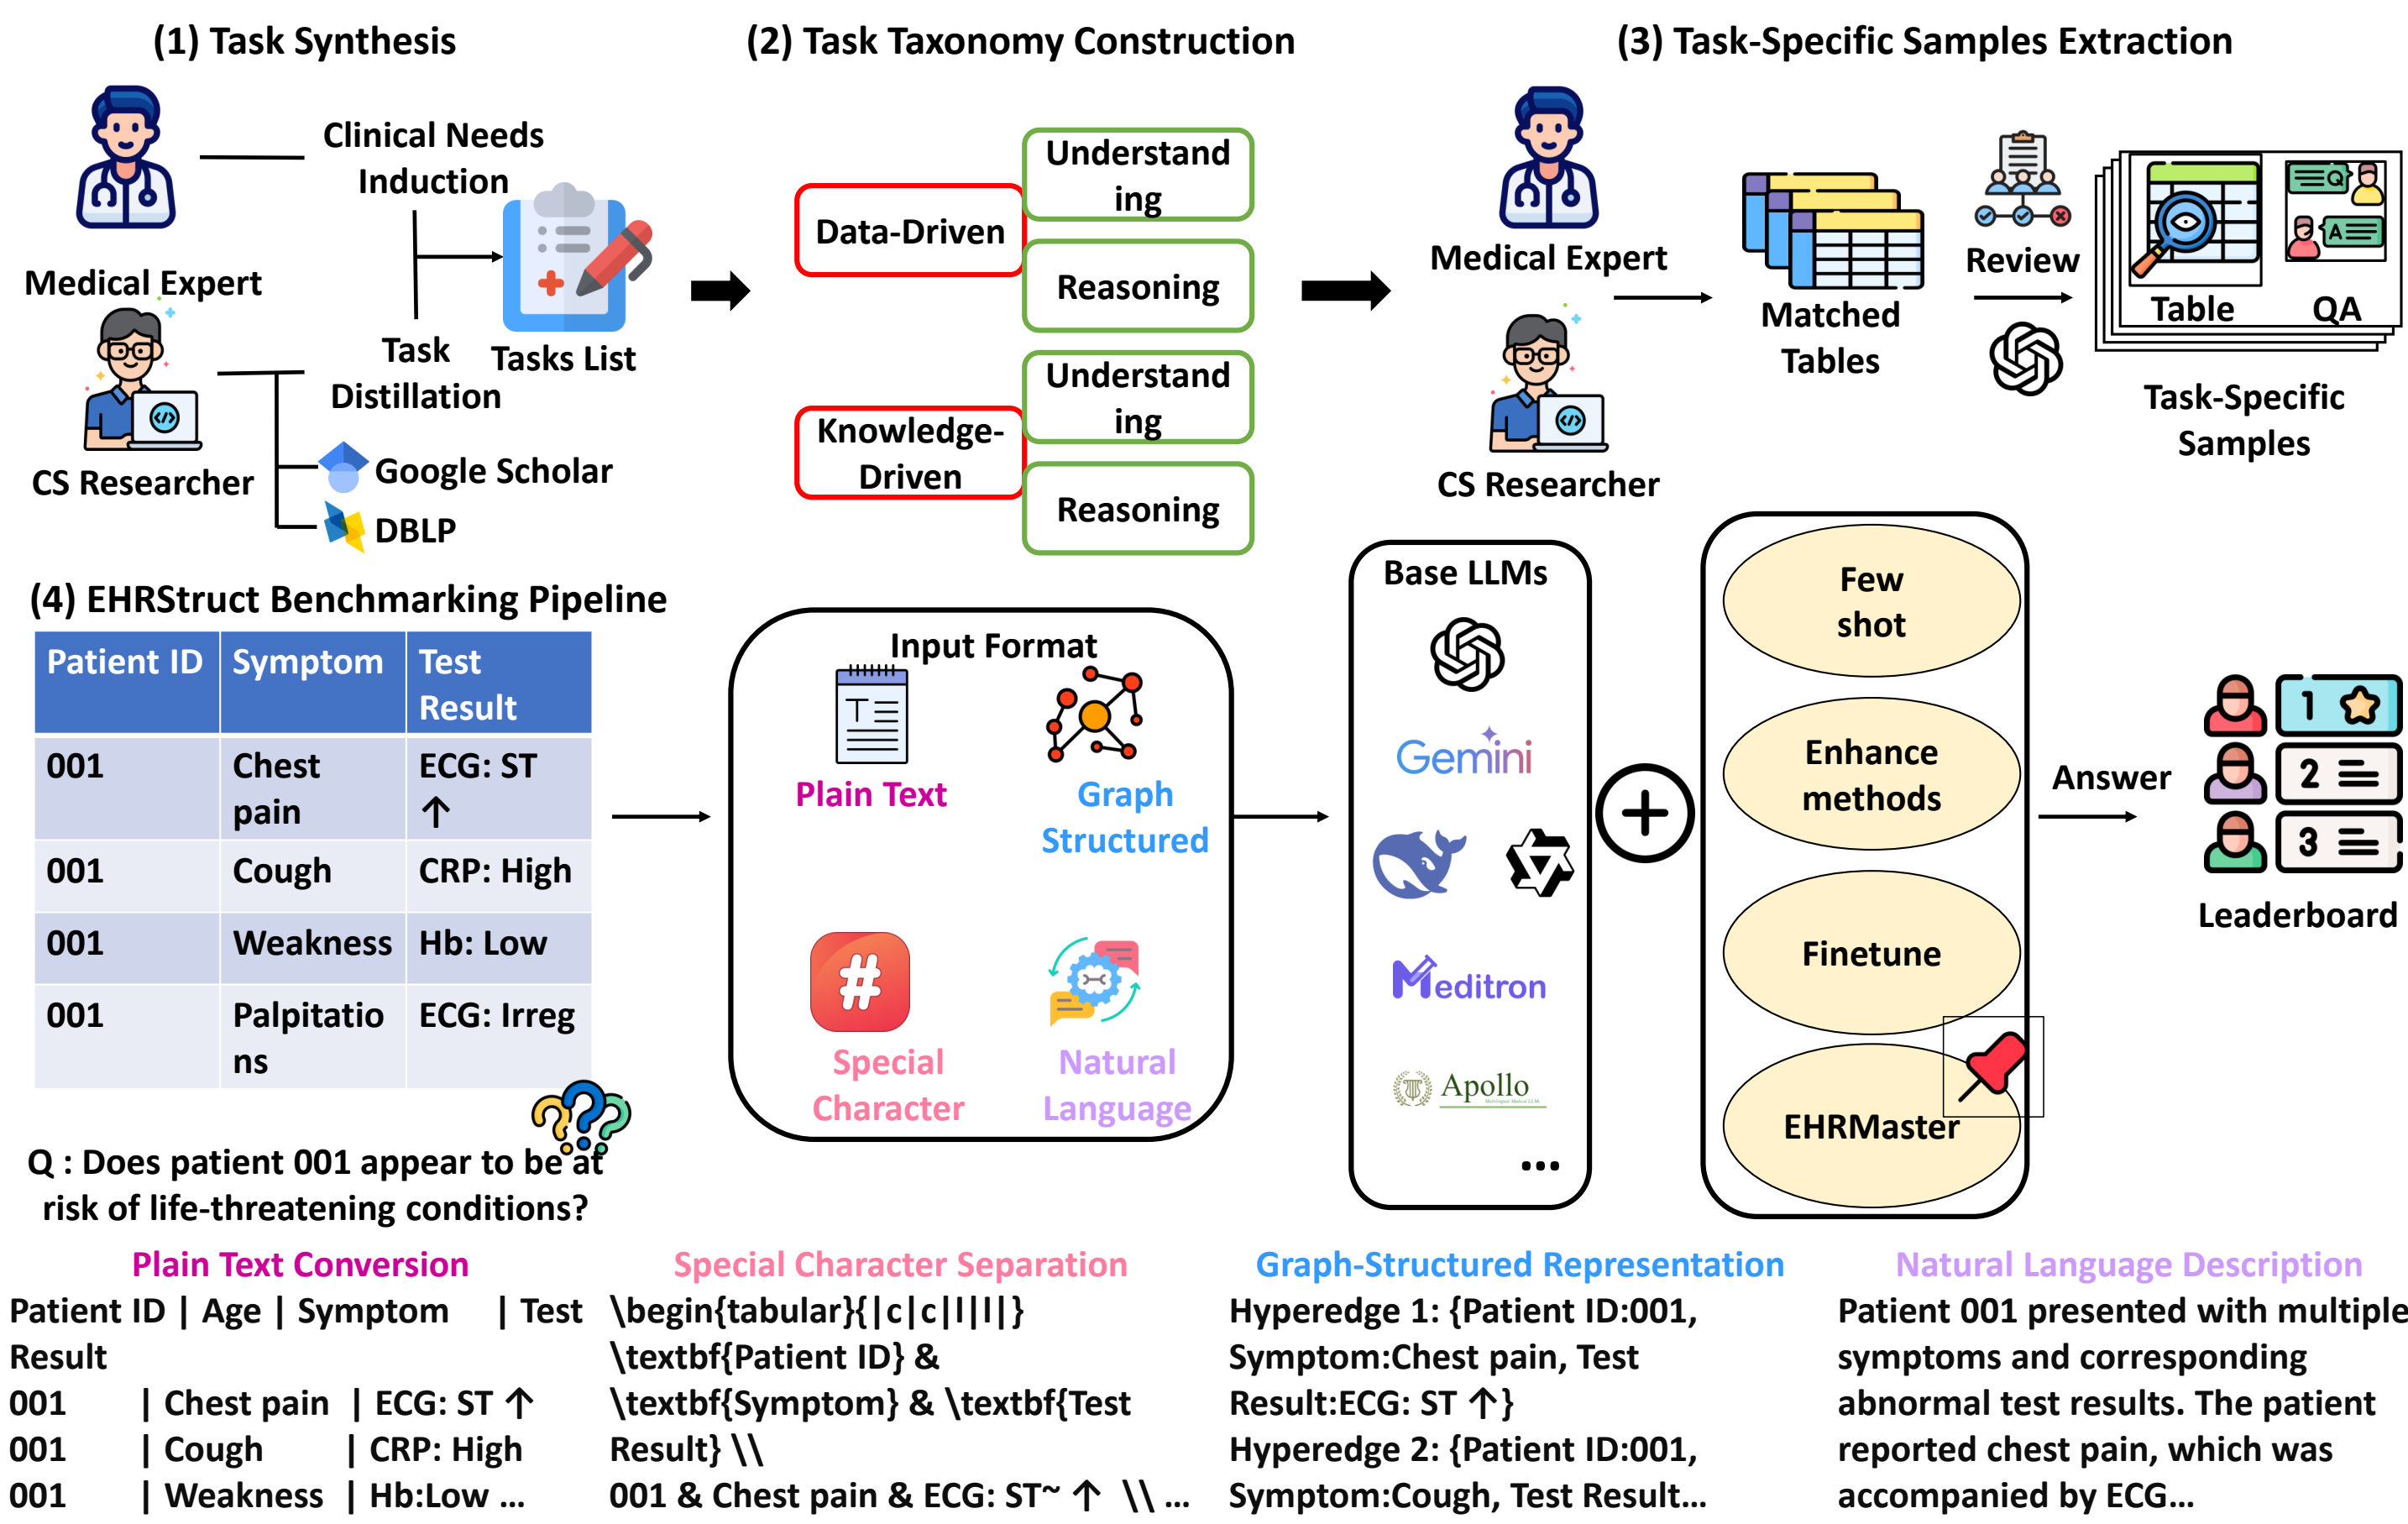 (1) Task Synthesis
Medical Expert
CS Researcher
Clinical Needs
Induction
Task
Distillation
Tasks List
Google Scholar
DBLP
(2) Task Taxonomy Construction
Data-Driven
Understand
ing
Reasoning
Knowledge-
Driven
Understand
ing
Reasoning
(3) Task-Specific Samples Extraction
Medical Expert
CS Researcher
Matched
Tables
Review
Q
A
Table
QA
Task-Specific
Samples
(4) EHRStruct Benchmarking Pipeline
Patient ID
Symptom
Test
Result
001
Chest
pain
ECG: ST
↑
001
Cough
CRP: High
001
Weakness
Hb: Low
001
Palpitatio
ns
ECG: Irreg
Q : Does patient 001 appear to be at
risk of life-threatening conditions?
Input Format
T
Plain Text
Graph
Structured
#
Special
Character
Natural
Language
Base LLMs
Gemini
Meditron
Apollo
Multilingual Medical LLMs
...
Few
shot
Enhance
methods
Finetune
EHRMaster
Answer
1
2
3
Leaderboard
Plain Text Conversion
Patient ID | Age | Symptom | Test
Result
001 | Chest pain | ECG: ST ↑
001 | Cough | CRP: High
001 | Weakness | Hb:Low ...
Special Character Separation
\begin{tabular}{|c|c|l|l|}
\textbf{Patient ID} &
\textbf{Symptom} & \textbf{Test
Result} \\
001 & Chest pain & ECG: ST~ ↑ \\ ...
Graph-Structured Representation
Hyperedge 1: {Patient ID:001,
Symptom:Chest pain, Test
Result:ECG: ST ↑}
Hyperedge 2: {Patient ID:001,
Symptom:Cough, Test Result...
Natural Language Description
Patient 001 presented with multiple
symptoms and corresponding
abnormal test results. The patient
reported chest pain, which was
accompanied by ECG...